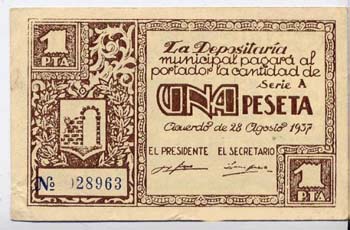 1
PTA
La Depositaría
municipal pagará al
portador la cantidad de
Serie A
UNA PESETA
Acuerdo de 28 Agosto 1937
EL PRESIDENTE EL SECRETARIO
Nº 028963
1
PTA